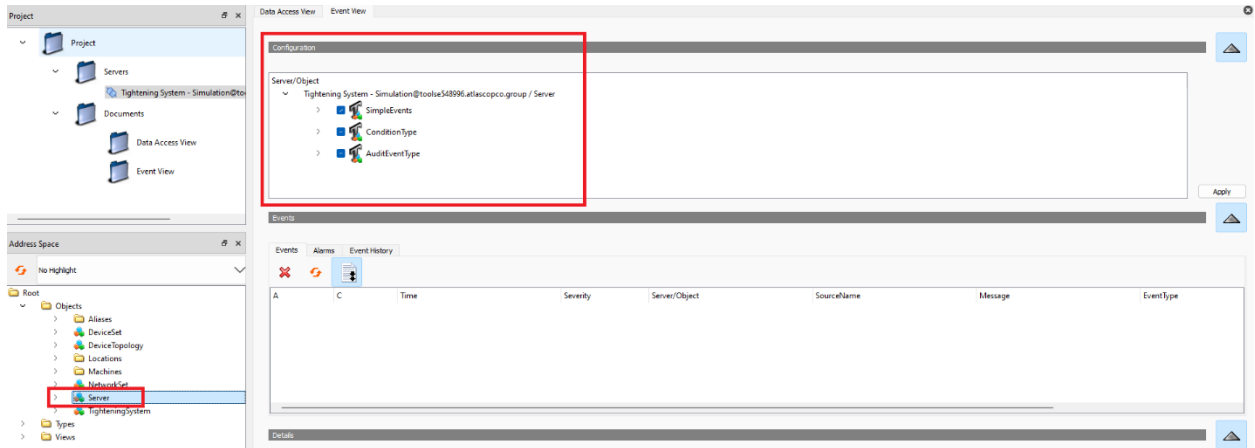 Project
Project
Servers
Tightening System - Simulation@to
Documents
Data Access View
Event View
Address Space
No Highlight
Root
Objects
Aliases
DeviceSet
DeviceTopology
Locations
Machines
NetworkSet
Server
TighteningSystem
Types
Views
Data Access View Event View
Configuration
Server/Object
Tightening System - Simulation@toolse548996.atlascopco.group / Server
SimpleEvents
ConditionType
AuditEventType
Apply
Events
Events Alarms Event History
A C Time Severity Server/Object SourceName Message EventType
Details